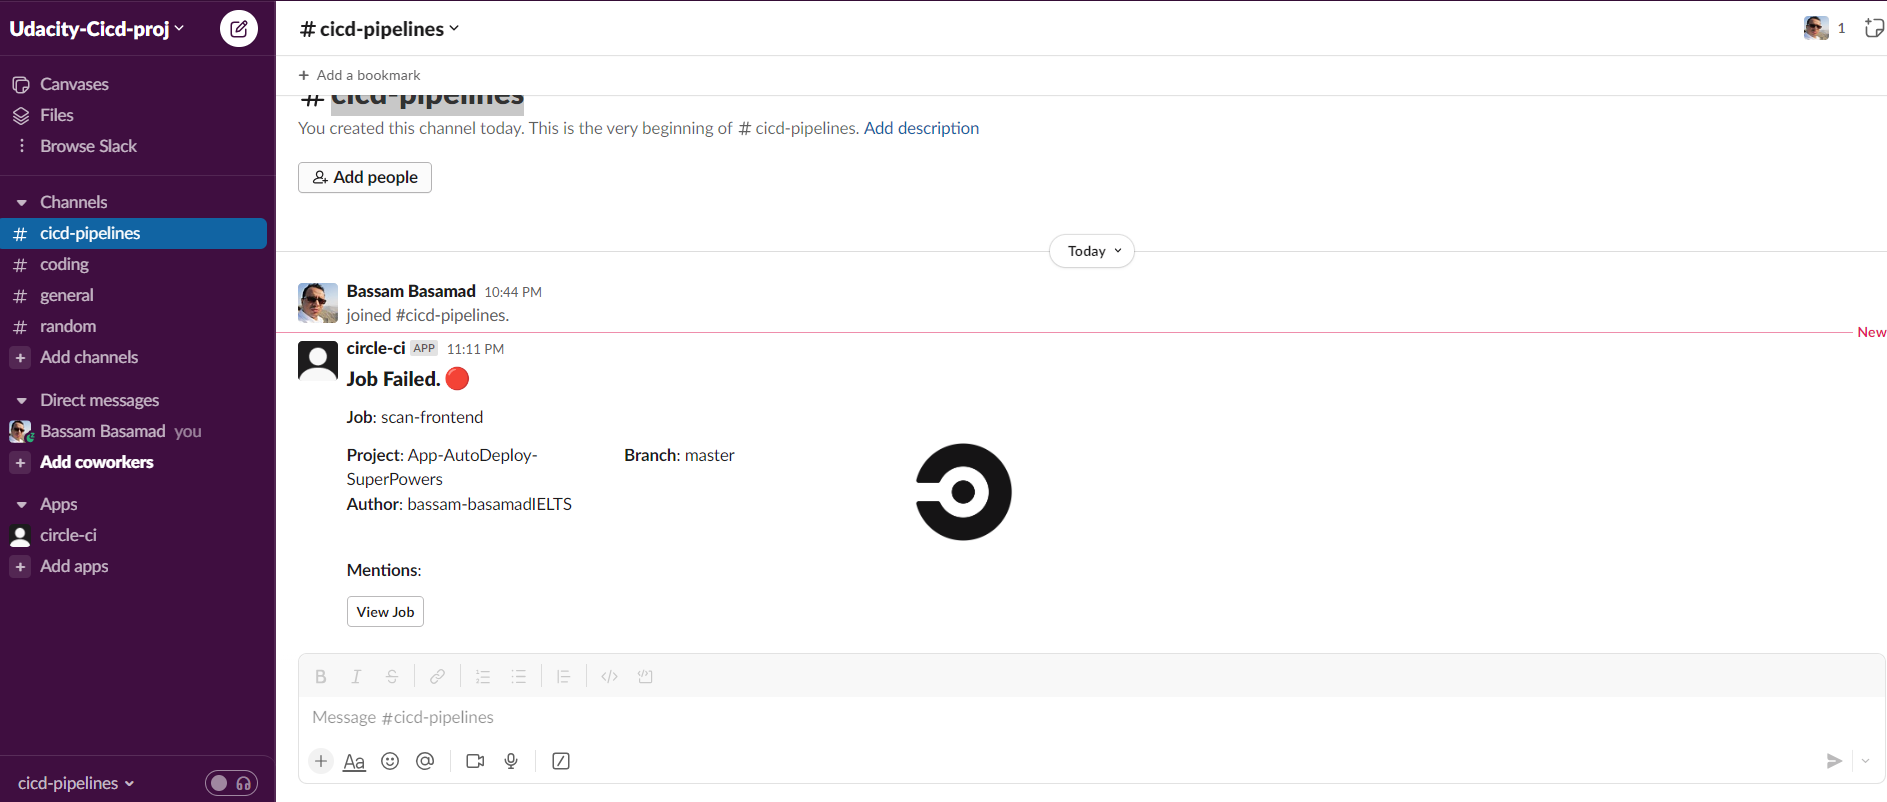 Udacity-Cicd-proj
Canvases
Files
Browse Slack
Channels
# cicd-pipelines
# coding
# general
# random
+ Add channels
Direct messages
Bassam Basamad you
+ Add coworkers
Apps
circle-ci
+ Add apps
cicd-pipelines
# cicd-pipelines
1
+ Add a bookmark
# cicd-pipelines
You created this channel today. This is the very beginning of # cicd-pipelines. Add description
Add people
Today
Bassam Basamad 10:44 PM
joined #cicd-pipelines.
New
circle-ci APP 11:11 PM
Job Failed. 🔴
Job: scan-frontend
Project: App-AutoDeploy-
SuperPowers
Branch: master
Author: bassam-basamadIELTS
Mentions:
View Job
B I S
Message #cicd-pipelines
+ Aa @